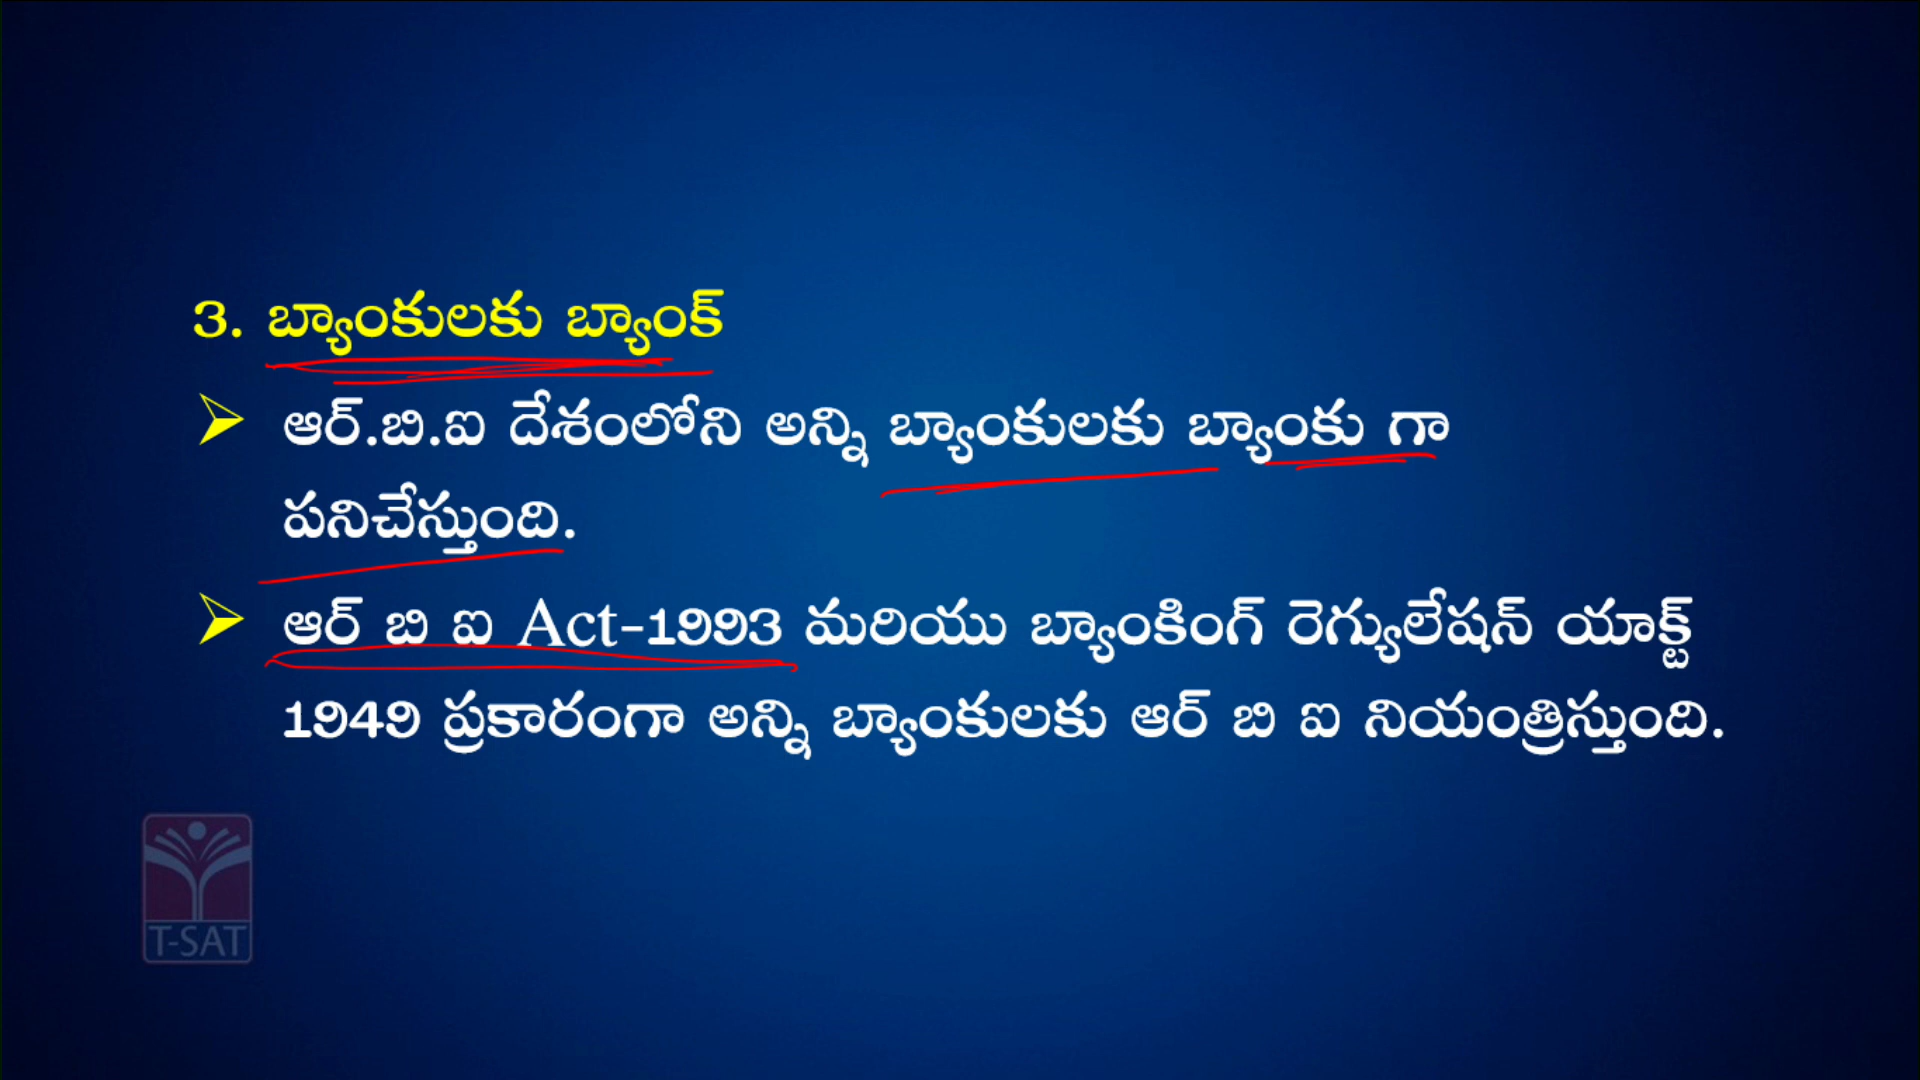 3. బ్యాంకులకు బ్యాంక్
ఆర్.బి.ఐ దేశంలోని అన్ని బ్యాంకులకు బ్యాంకు గా
పనిచేస్తుంది.
ఆర్ బి ఐ Act-1993 మరియు బ్యాంకింగ్ రెగ్యులేషన్ యాక్ట్
1949 ప్రకారంగా అన్ని బ్యాంకులకు ఆర్ బి ఐ నియంత్రిస్తుంది.
T-SAT